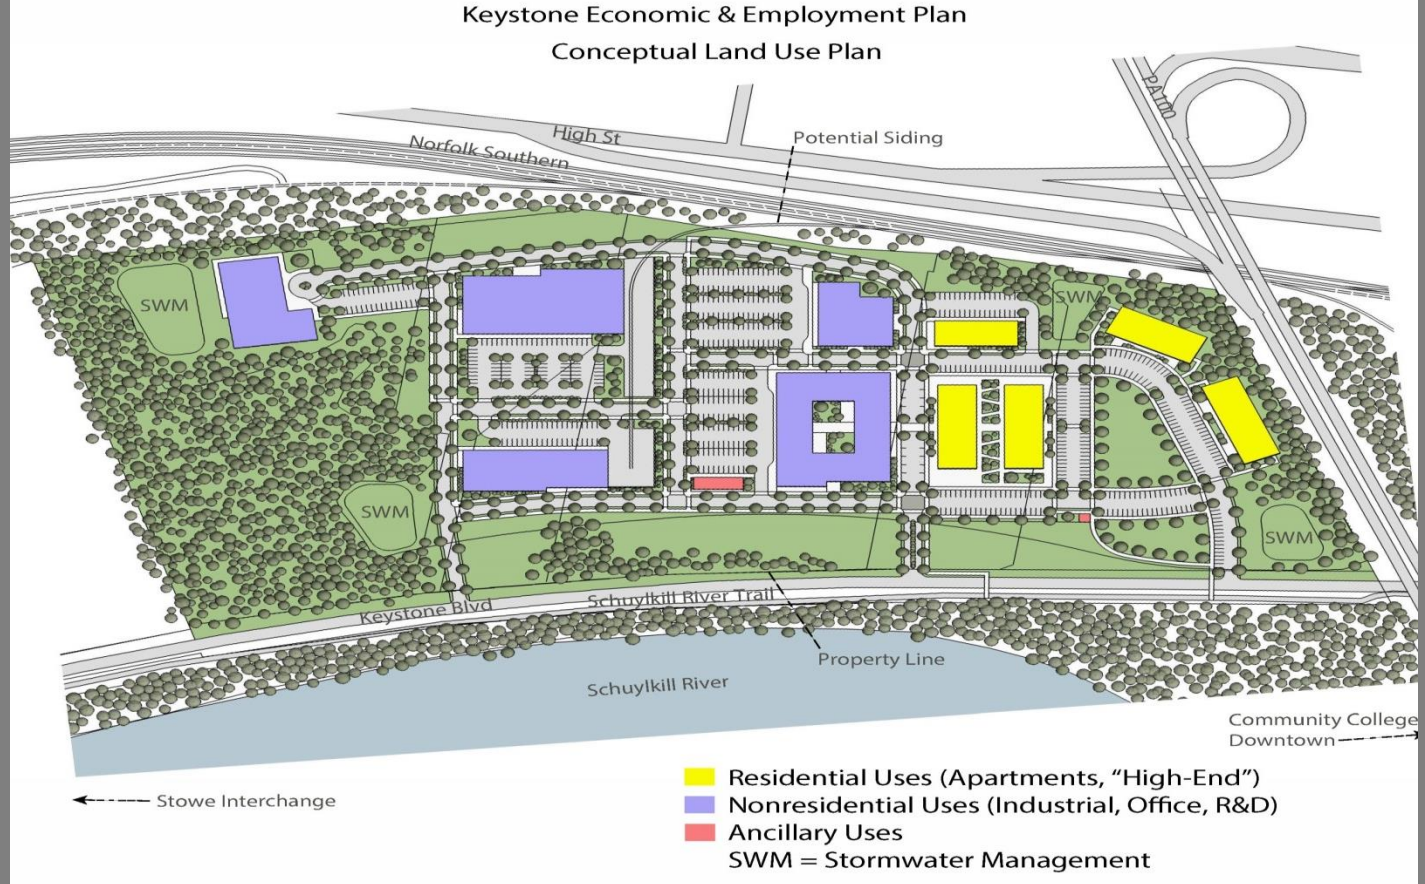 Keystone Economic & Employment Plan
Conceptual Land Use Plan
PA100
High St
Potential Siding
Norfolk Southern
SWM
SWM
SWM
SWM
Keystone Blvd
Schuylkill River Trail
Property Line
Schuylkill River
Community College
Downtown
Stowe Interchange
Residential Uses (Apartments, “High-End”)
Nonresidential Uses (Industrial, Office, R&D)
Ancillary Uses
SWM = Stormwater Management